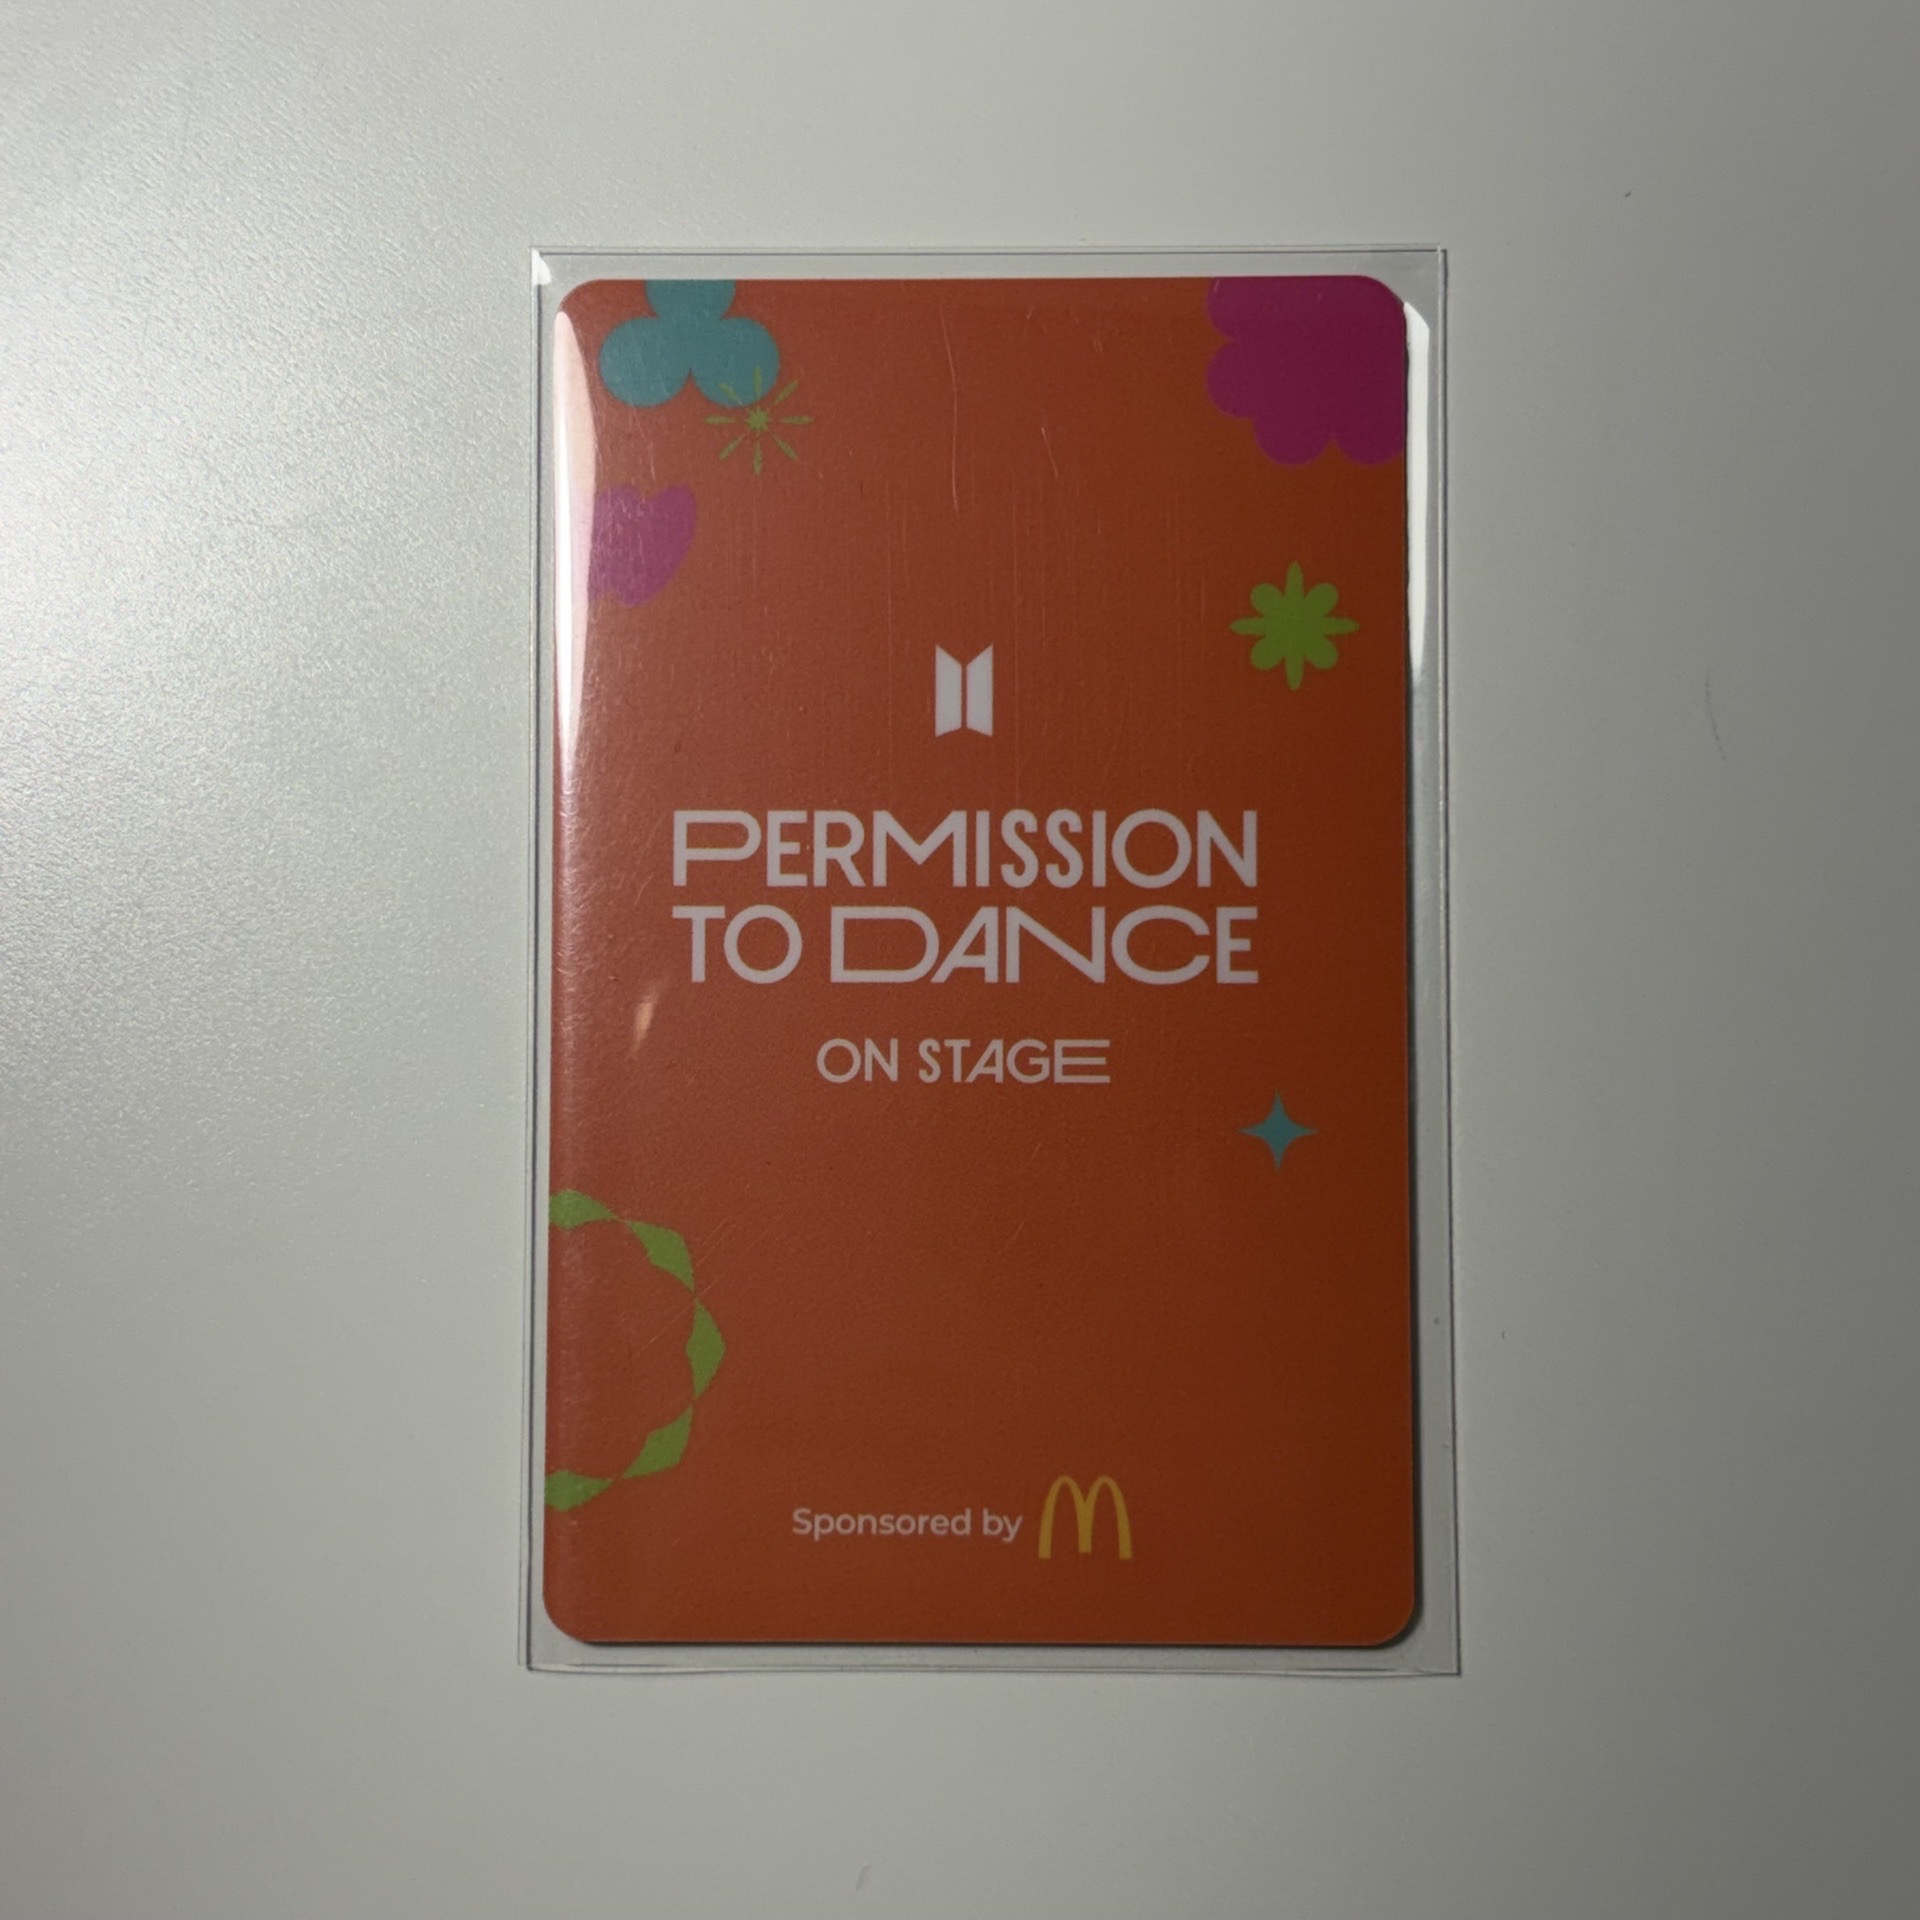 PERMISSION
TO DANCE
ON STAGE
Sponsored by